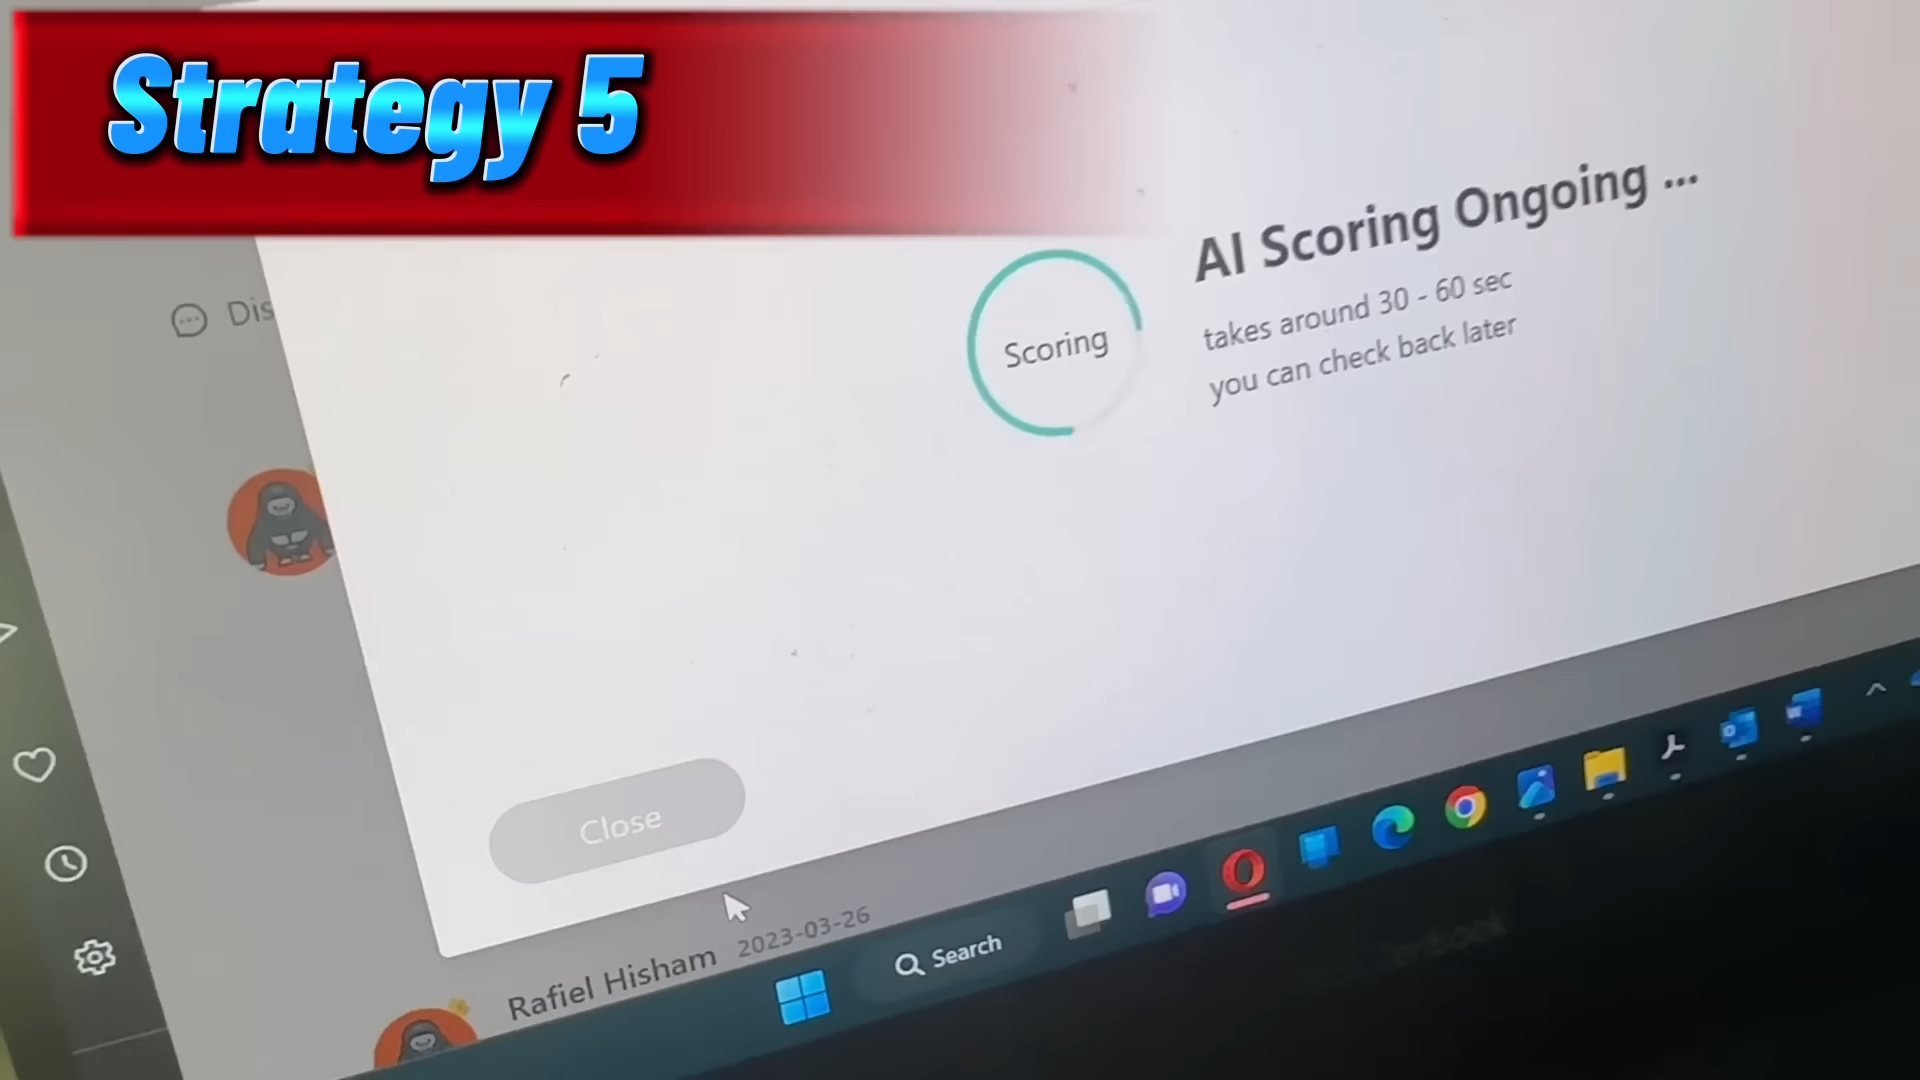 Strategy 5
AI Scoring Ongoing ...
takes around 30 - 60 sec
you can check back later
Scoring
Dis
Close
Rafiel Hisham 2023-03-26
Search